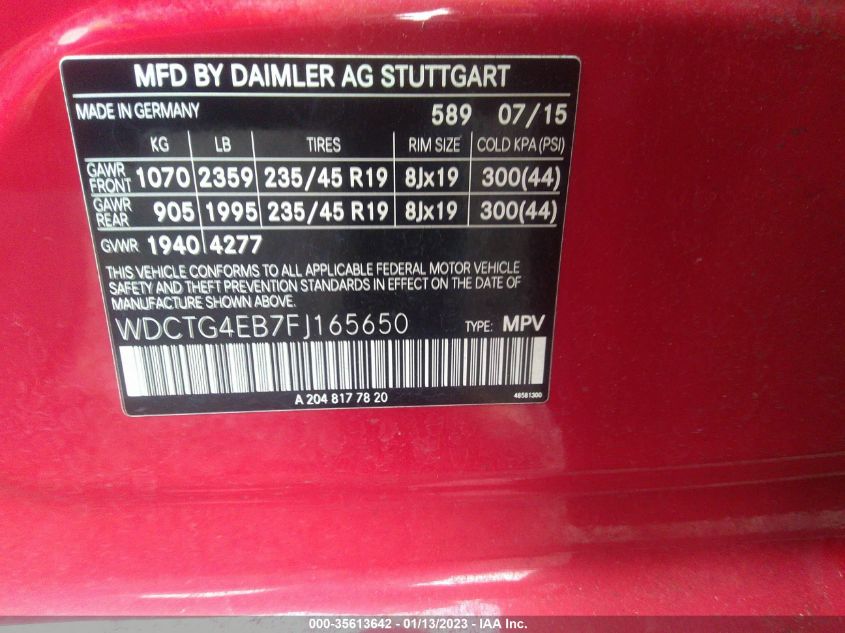 MFD BY DAIMLER AG STUTTGART
MADE IN GERMANY 589 07/15
KG LB TIRES RIM SIZE COLD KPA (PSI)
GAWR FRONT 1070 2359 235/45 R19 8Jx19 300(44)
GAWR REAR 905 1995 235/45 R19 8Jx19 300(44)
GVWR 1940 4277
THIS VEHICLE CONFORMS TO ALL APPLICABLE FEDERAL MOTOR VEHICLE
SAFETY AND THEFT PREVENTION STANDARDS IN EFFECT ON THE DATE OF
MANUFACTURE SHOWN ABOVE.
WDCTG4EB7FJ165650 TYPE: MPV
A 204 817 78 20 48581300
000-35613642 - 01/13/2023 - IAA Inc.